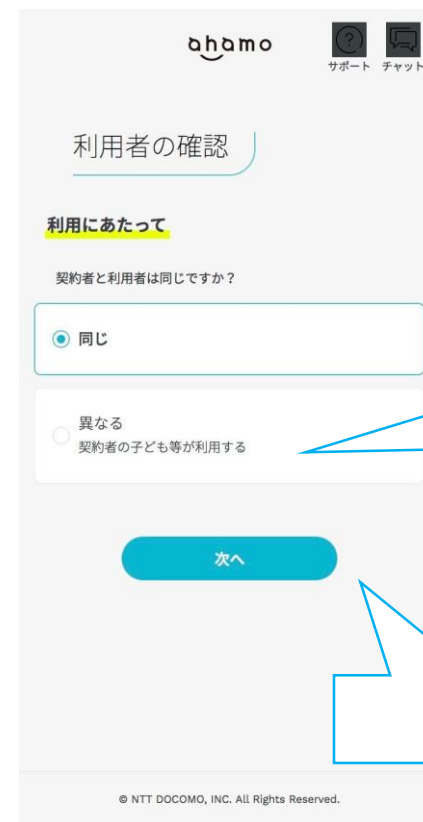 ahamo
サポート チャット
利用者の確認
利用にあたって
契約者と利用者は同じですか？
同じ
異なる
契約者の子ども等が利用する
次へ
© NTT DOCOMO, INC. All Rights Reserved.